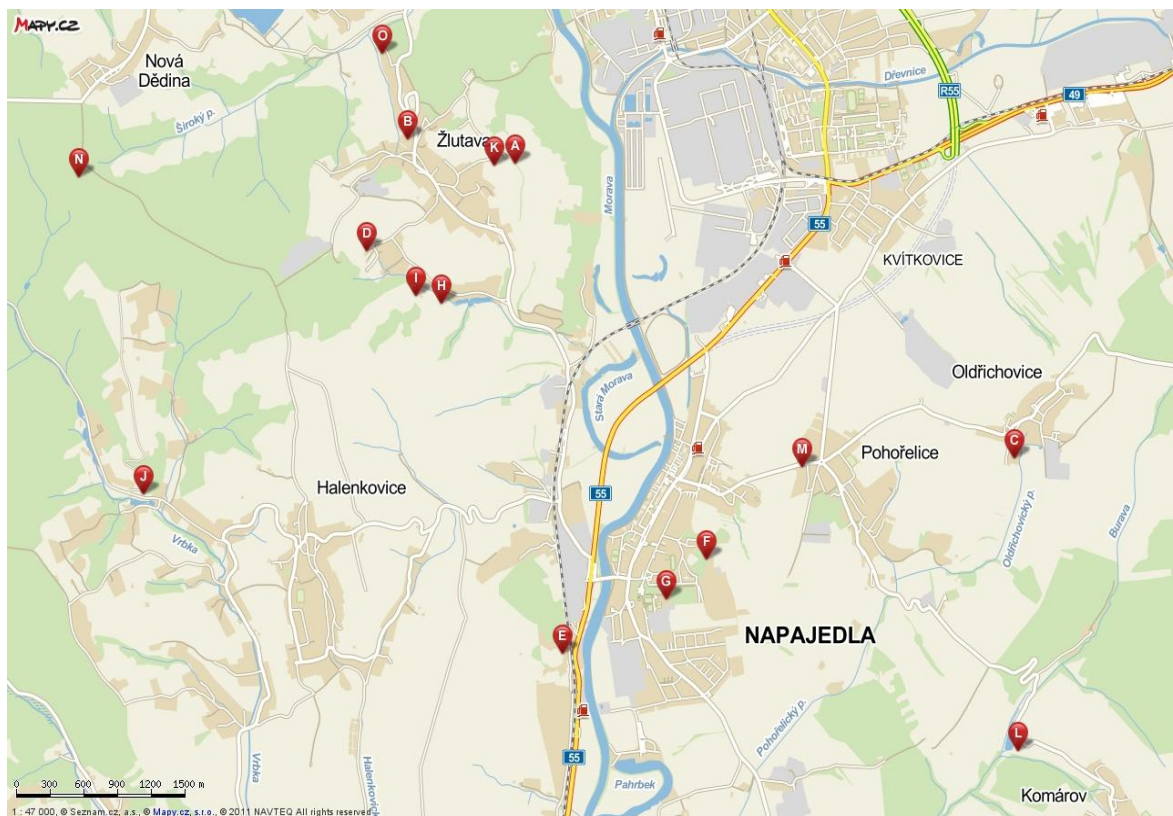 MAPY.CZ
O
Nová
Dědina
Dřevnice
R55
49
Široký p.
B
Žlutava
K
A
N
Morava
55
D
KVÍTKOVICE
I
H
Oldřichovice
Stará Morava
C
M
Pohořelice
J
Halenkovice
55
Vrbka
Oldřichovický p.
Burava
F
G
NAPAJEDLA
E
Pohořelický p.
L
Vrbka
55
Pahrbek
Komárov
0 300 600 900 1200 1500 m
1 : 47 000, © Seznam.cz, a.s., © Mapy.cz, s.r.o., © 2011 NAVTEQ All rights reserved